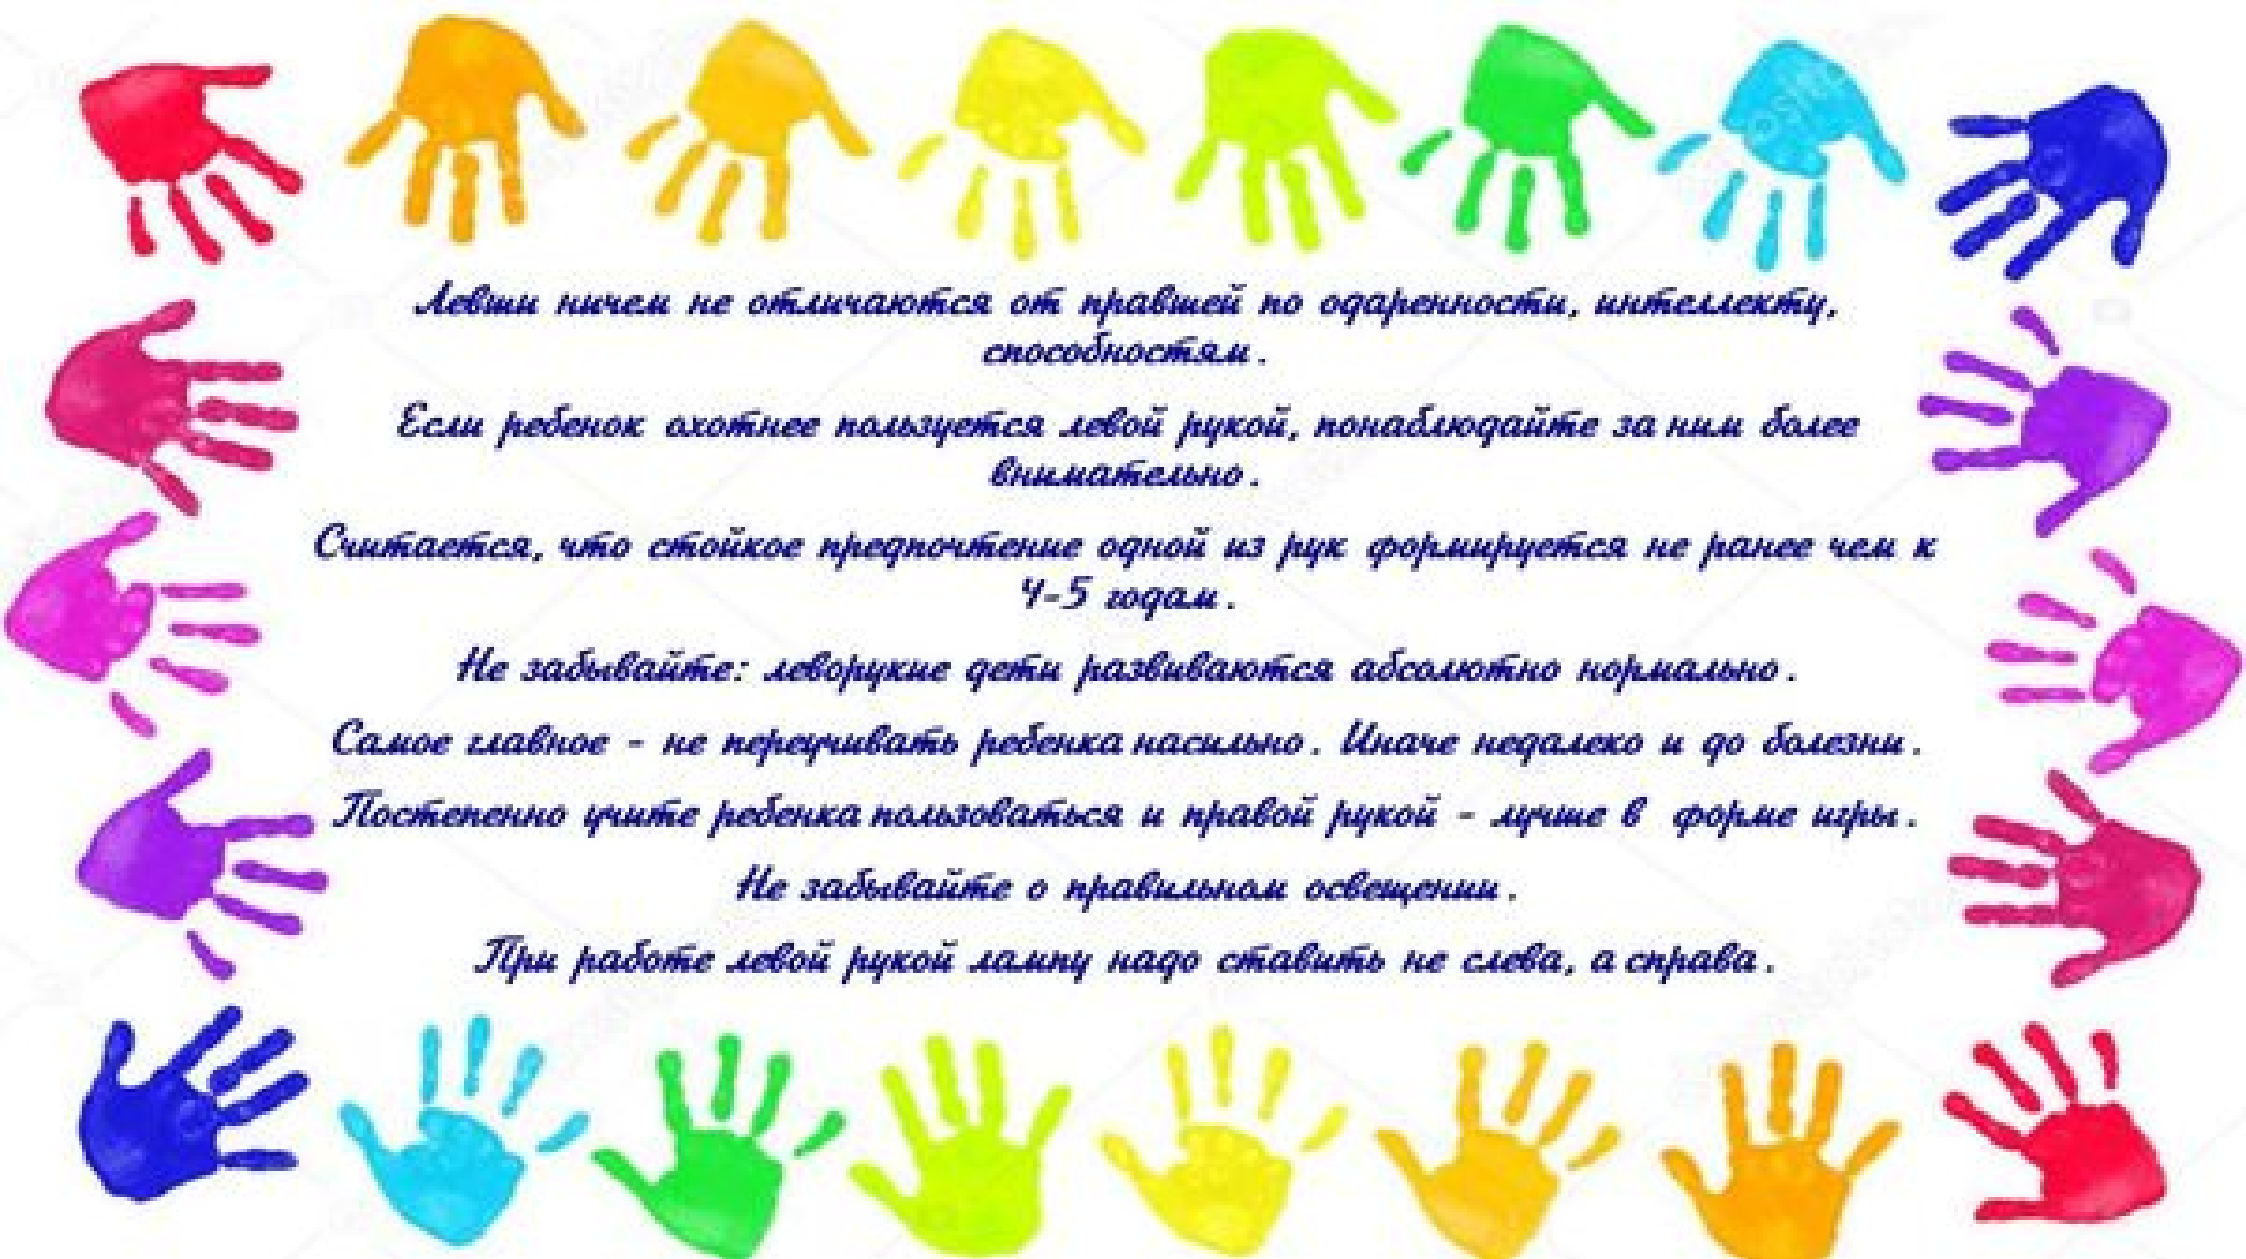 Левши ничем не отличаются от правшей по одаренности, интеллекту,
способностям.
Если ребенок охотнее пользуется левой рукой, понаблюдайте за ним более
внимательно.
Считается, что стойкое предпочтение одной из рук формируется не ранее чем к
4-5 годам.
Не забывайте: леворукие дети развиваются абсолютно нормально.
Самое главное - не переучивать ребенка насильно. Иначе недалеко и до болезни.
Постепенно учите ребенка пользоваться и правой рукой - лучше в форме игры.
Не забывайте о правильном освещении.
При работе левой рукой лампу надо ставить не слева, а справа.